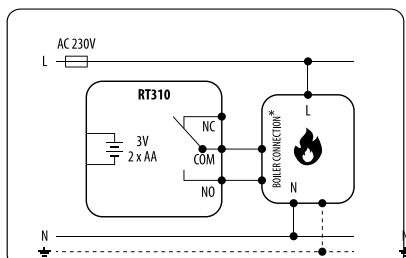 AC 230V
L
RT310
NC
3V
2 x AA
COM
NO
BOILER CONNECTION*
L
N
N
N